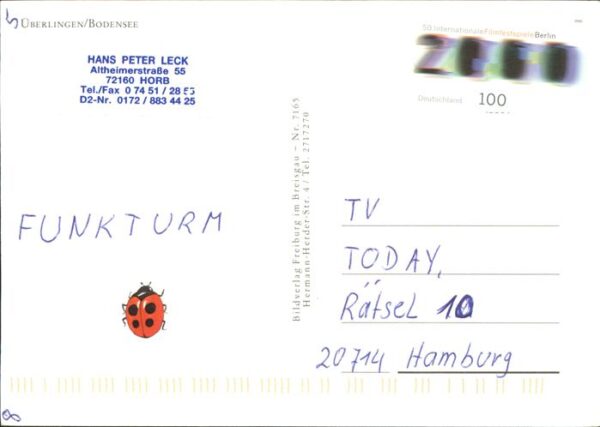 ÜBERLINGEN/BODENSEE
HANS PETER LECK
Altheimerstraße 55
72160 HORB
Tel./Fax 0 74 51 / 28 55
D2-Nr. 0172 / 883 44 25
50. Internationale Filmfestspiele Berlin
2000
Deutschland 100
Bildverlag Freiburg im Breisgau – Nr. 7165
Hermann-Herder-Str. 4 / Tel. 2717270
FUNKTURM
TV
TODAY,
RÄTSEL 10
20714 Hamburg
8